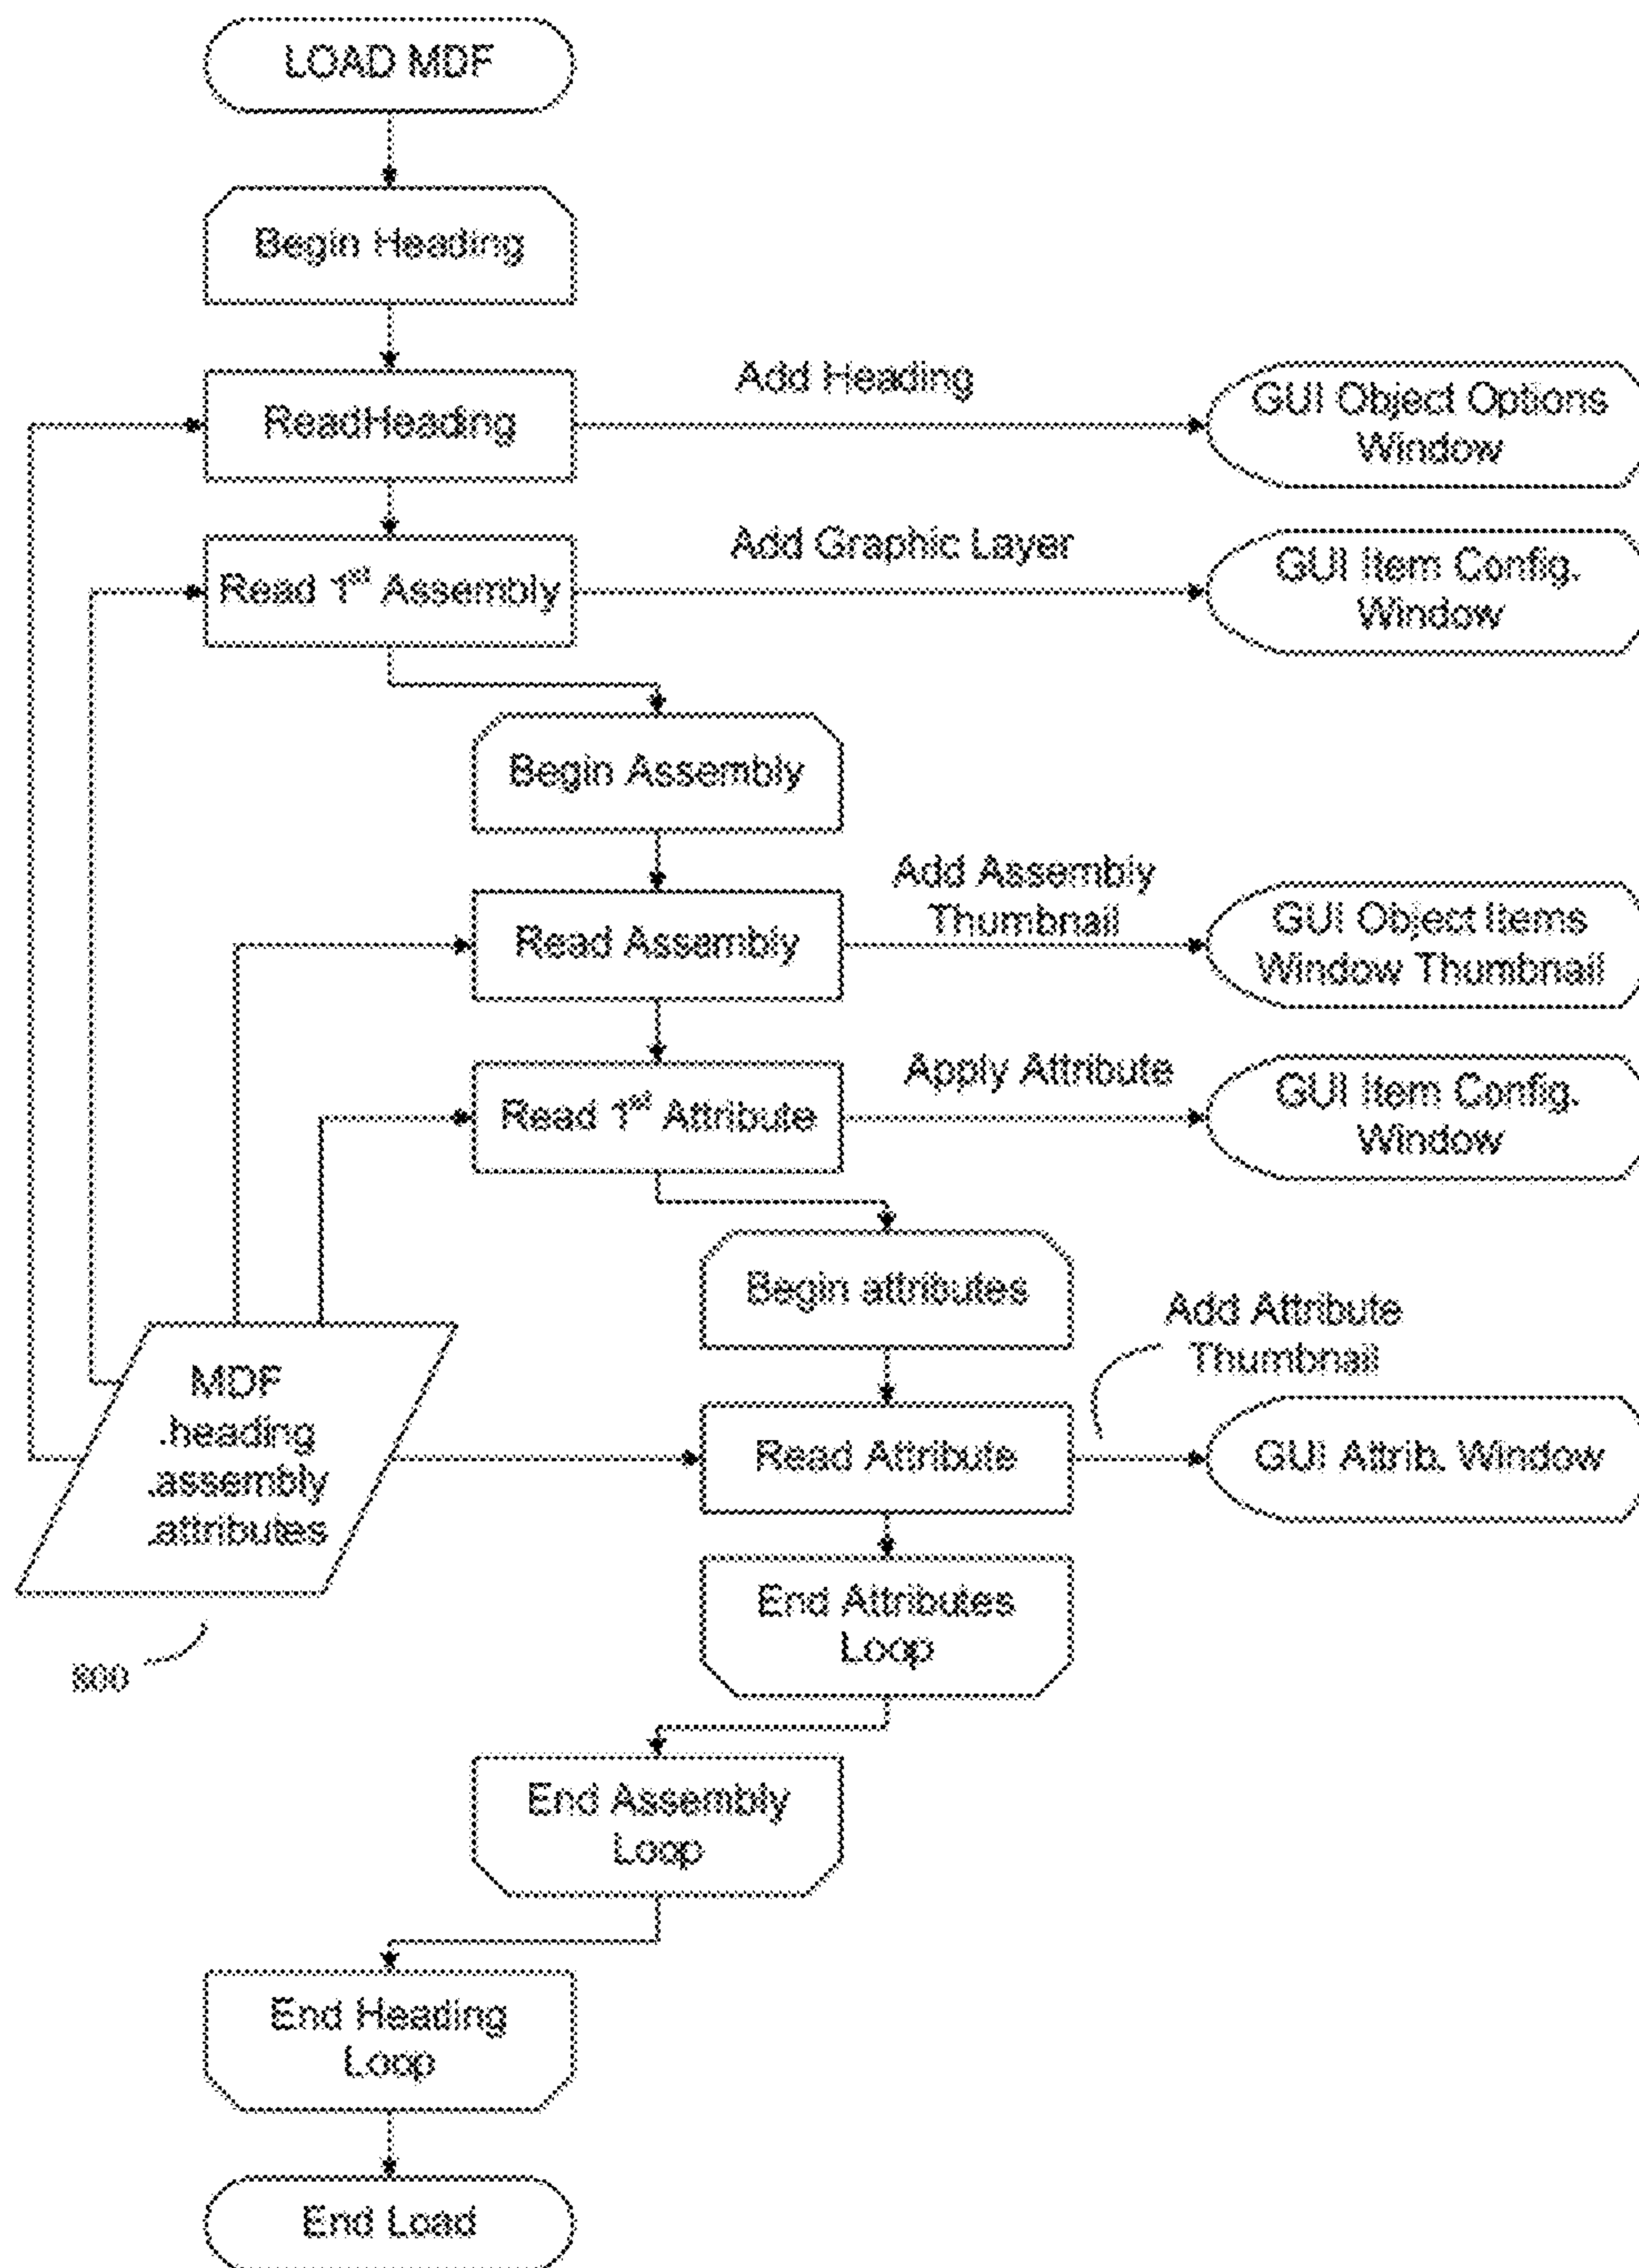 LOAD MDF
Begin Heading
Add Heading
ReadHeading
GUI Object Options
Window
Add Graphic Layer
Read 1st Assembly
GUI Item Config.
Window
Begin Assembly
Add Assembly
Thumbnail
Read Assembly
GUI Object Items
Window Thumbnail
Apply Attribute
Read 1st Attribute
GUI Item Config.
Window
Begin attributes
Add Attribute
Thumbnail
MDF
.heading
.assembly
.attributes
Read Attribute
GUI Attrib. Window
End Attributes
Loop
800
End Assembly
Loop
End Heading
Loop
End Load